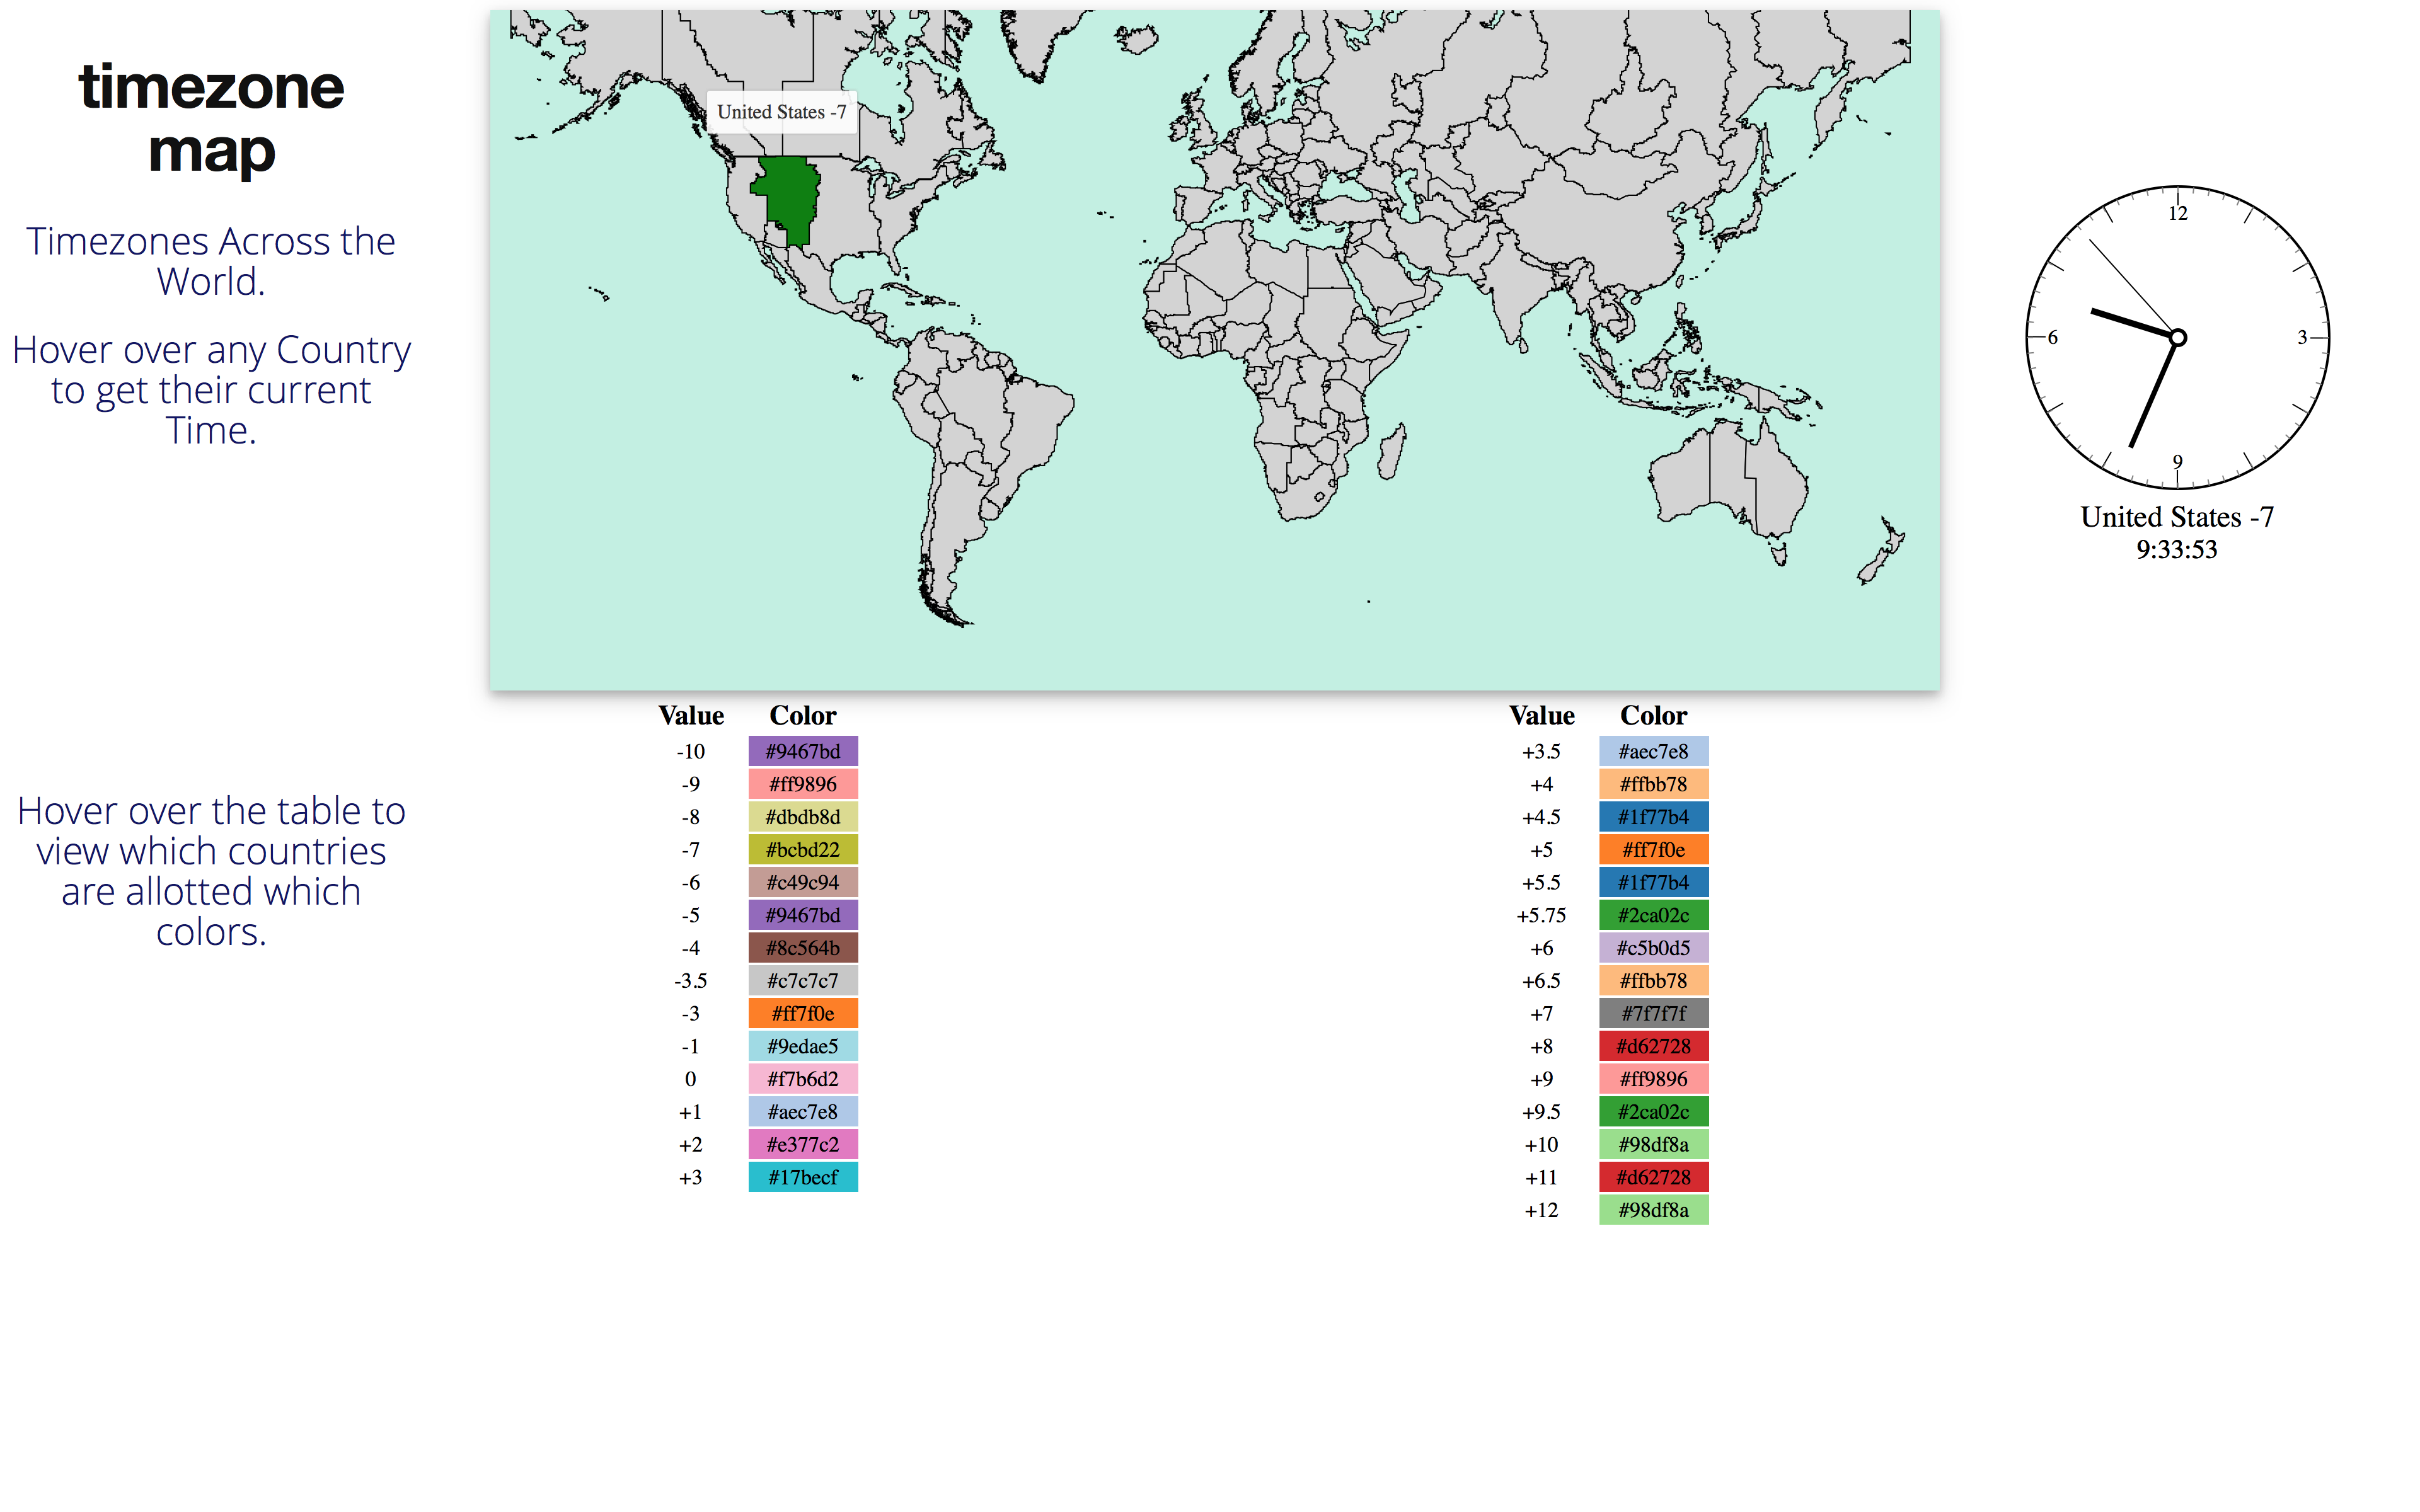 timezone
map
Timezones Across the
World.
Hover over any Country
to get their current
Time.
United States -7
12
3
9
6
United States -7
9:33:53
Hover over the table to
view which countries
are allotted which
colors.
Value Color
-10 #9467bd
-9 #ff9896
-8 #dbdb8d
-7 #bcbd22
-6 #c49c94
-5 #9467bd
-4 #8c564b
-3.5 #c7c7c7
-3 #ff7f0e
-1 #9edae5
0 #f7b6d2
+1 #aec7e8
+2 #e377c2
+3 #17becf
Value Color
+3.5 #aec7e8
+4 #ffbb78
+4.5 #1f77b4
+5 #ff7f0e
+5.5 #1f77b4
+5.75 #2ca02c
+6 #c5b0d5
+6.5 #ffbb78
+7 #7f7f7f
+8 #d62728
+9 #ff9896
+9.5 #2ca02c
+10 #98df8a
+11 #d62728
+12 #98df8a